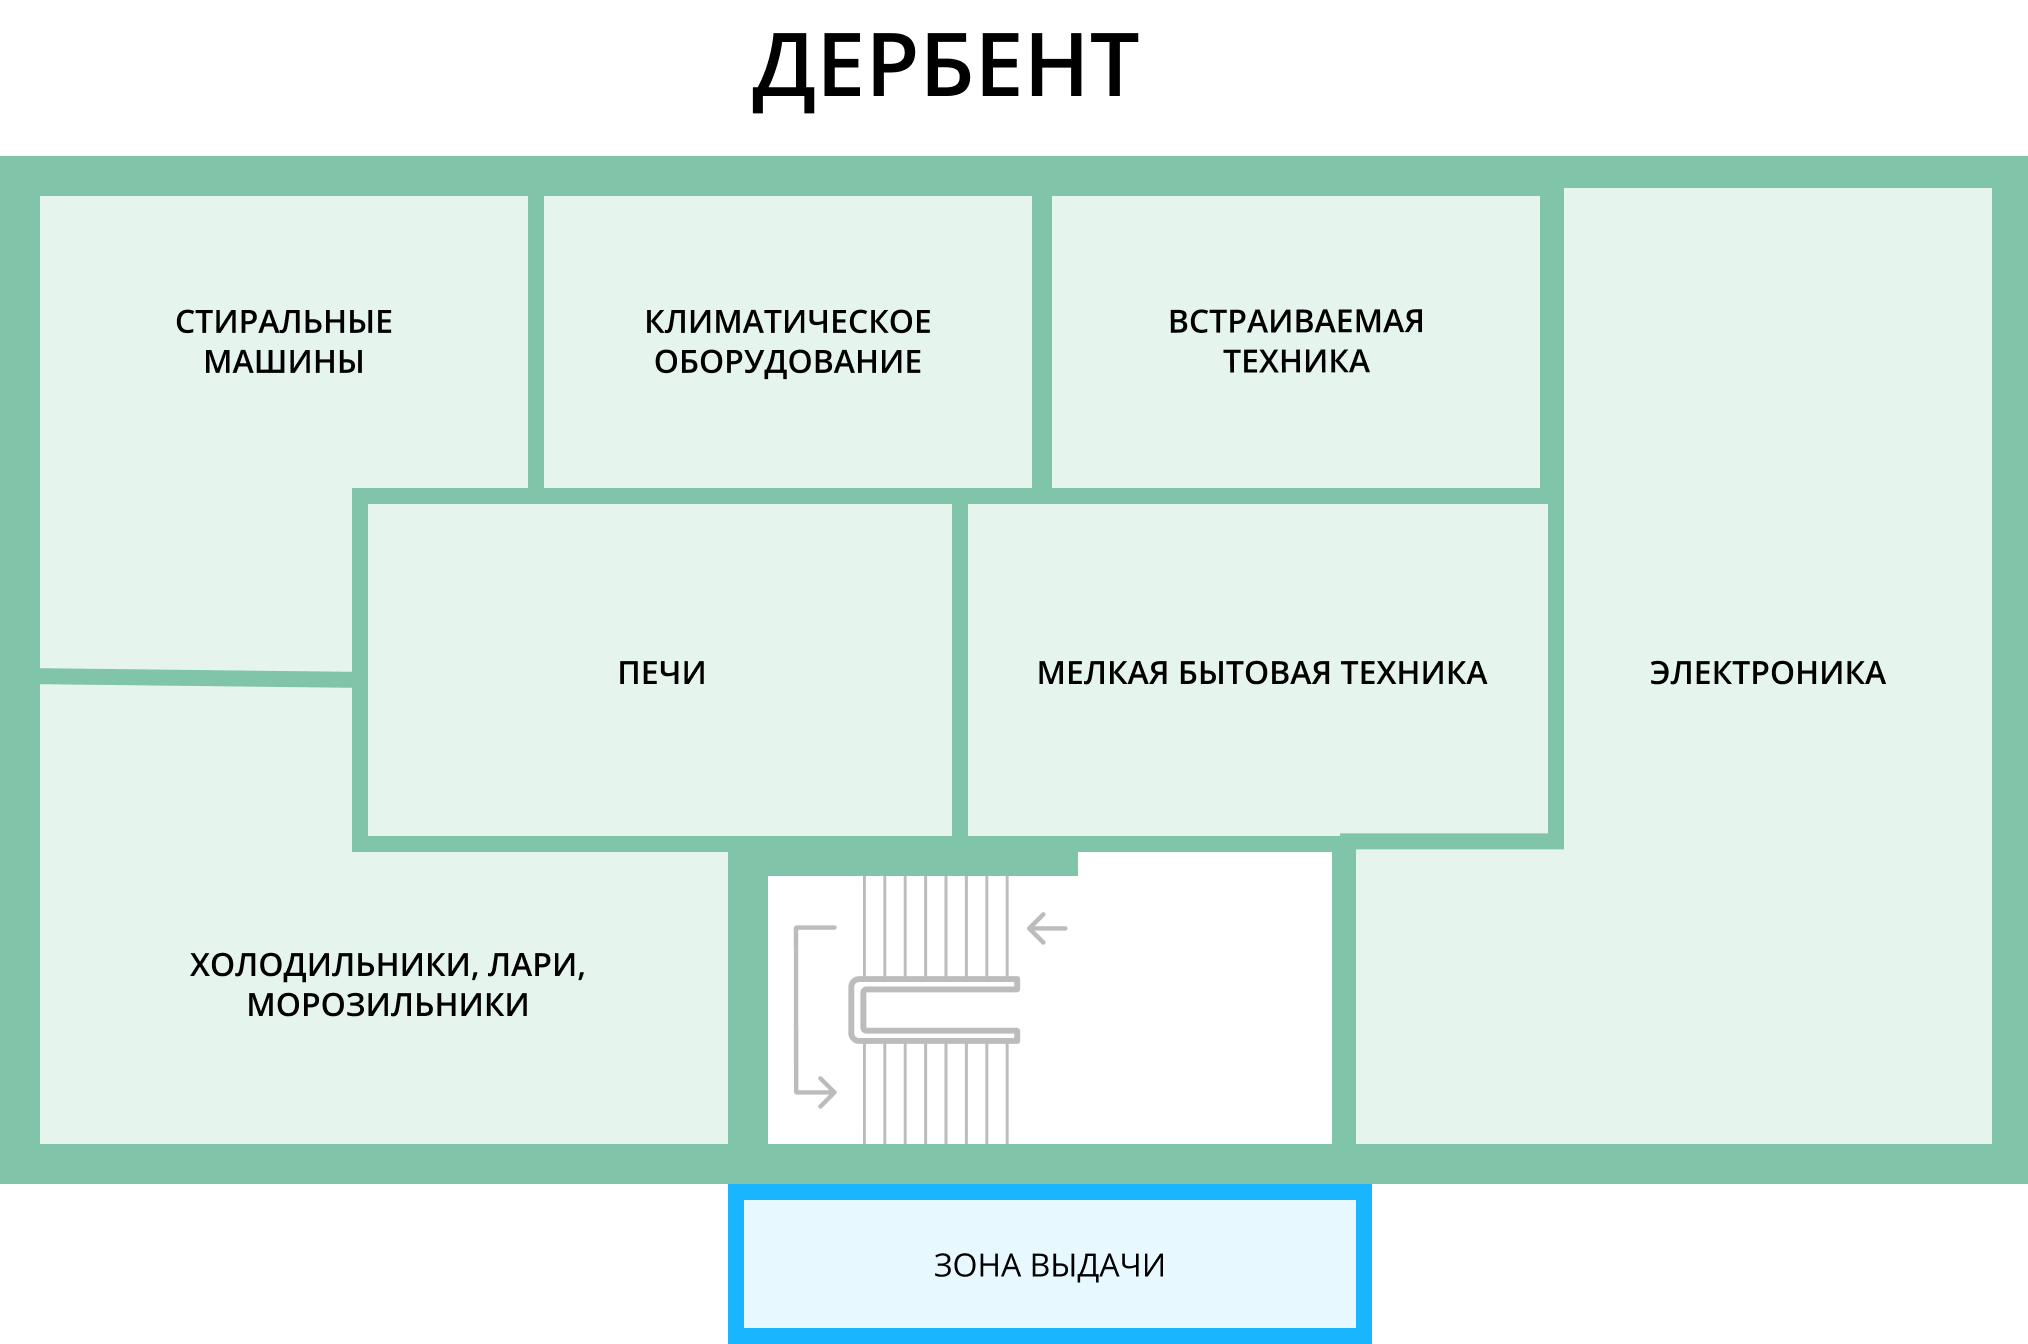 ДЕРБЕНТ
СТИРАЛЬНЫЕ
МАШИНЫ
КЛИМАТИЧЕСКОЕ
ОБОРУДОВАНИЕ
ВСТРАИВАЕМАЯ
ТЕХНИКА
ПЕЧИ
МЕЛКАЯ БЫТОВАЯ ТЕХНИКА
ЭЛЕКТРОНИКА
ХОЛОДИЛЬНИКИ, ЛАРИ,
МОРОЗИЛЬНИКИ
ЗОНА ВЫДАЧИ